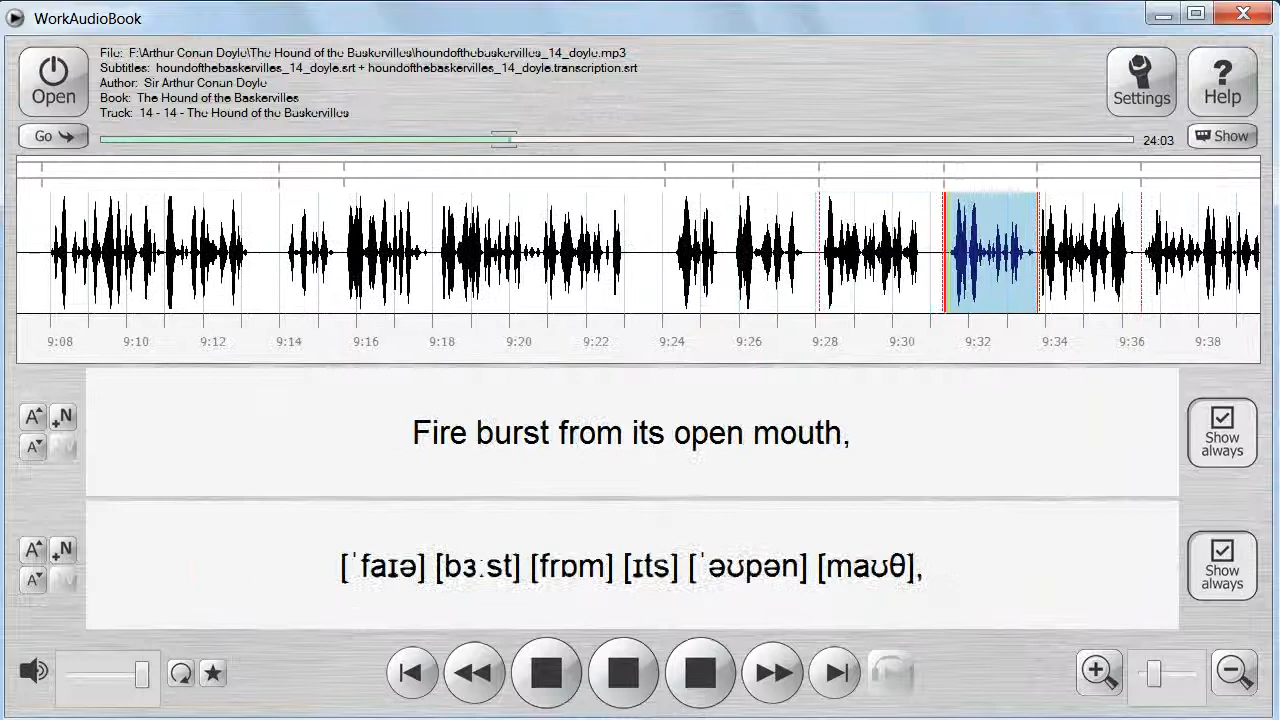 WorkAudioBook
Open
File: F:\Arthur Conan Doyle\The Hound of the Baskervilles\houndofthebaskervilles_14_doyle.mp3
Subtitles: houndofthebaskervilles_14_doyle.srt + houndofthebaskervilles_14_doyle.transcription.srt
Author: Sir Arthur Conan Doyle
Book: The Hound of the Baskervilles
Track: 14 - 14 - The Hound of the Baskervilles
Settings
Help
Go
24:03
Show
9:08 9:10 9:12 9:14 9:16 9:18 9:20 9:22 9:24 9:26 9:28 9:30 9:32 9:34 9:36 9:38
A +N
A
Fire burst from its open mouth,
Show
always
A +N
A
[ˈfaɪə] [bɜːst] [frɒm] [ɪts] [ˈəʊpən] [maʊθ],
Show
always